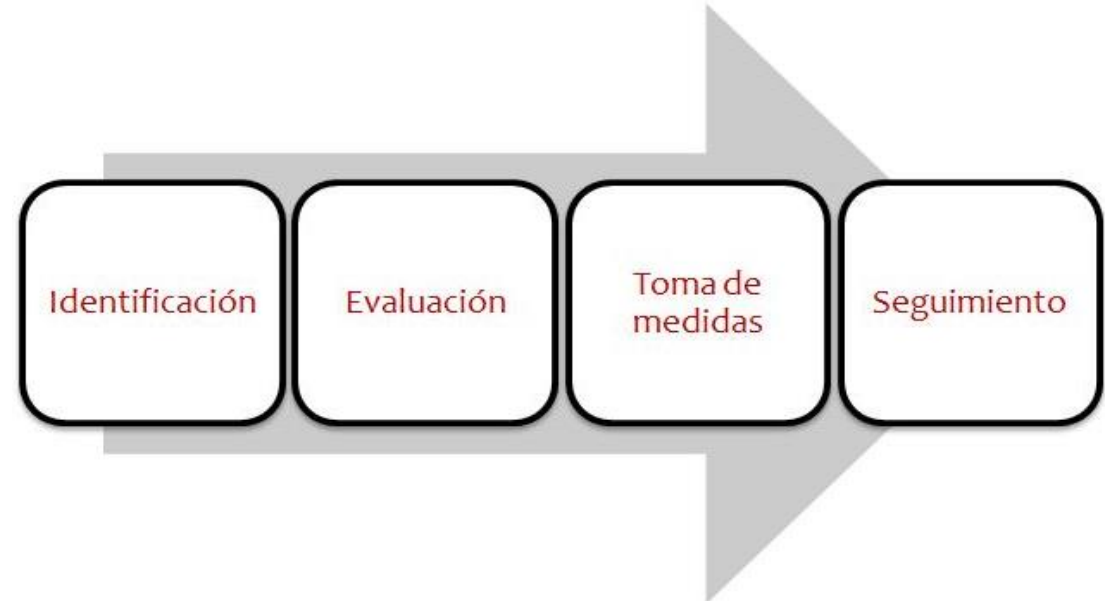 Identificación
Evaluación
Toma de
medidas
Seguimiento